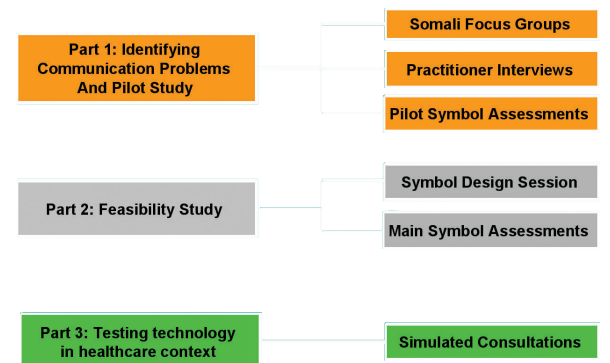 Somali Focus Groups
Part 1: Identifying
Communication Problems
And Pilot Study
Practitioner Interviews
Pilot Symbol Assessments
Symbol Design Session
Part 2: Feasibility Study
Main Symbol Assessments
Part 3: Testing technology
in healthcare context
Simulated Consultations